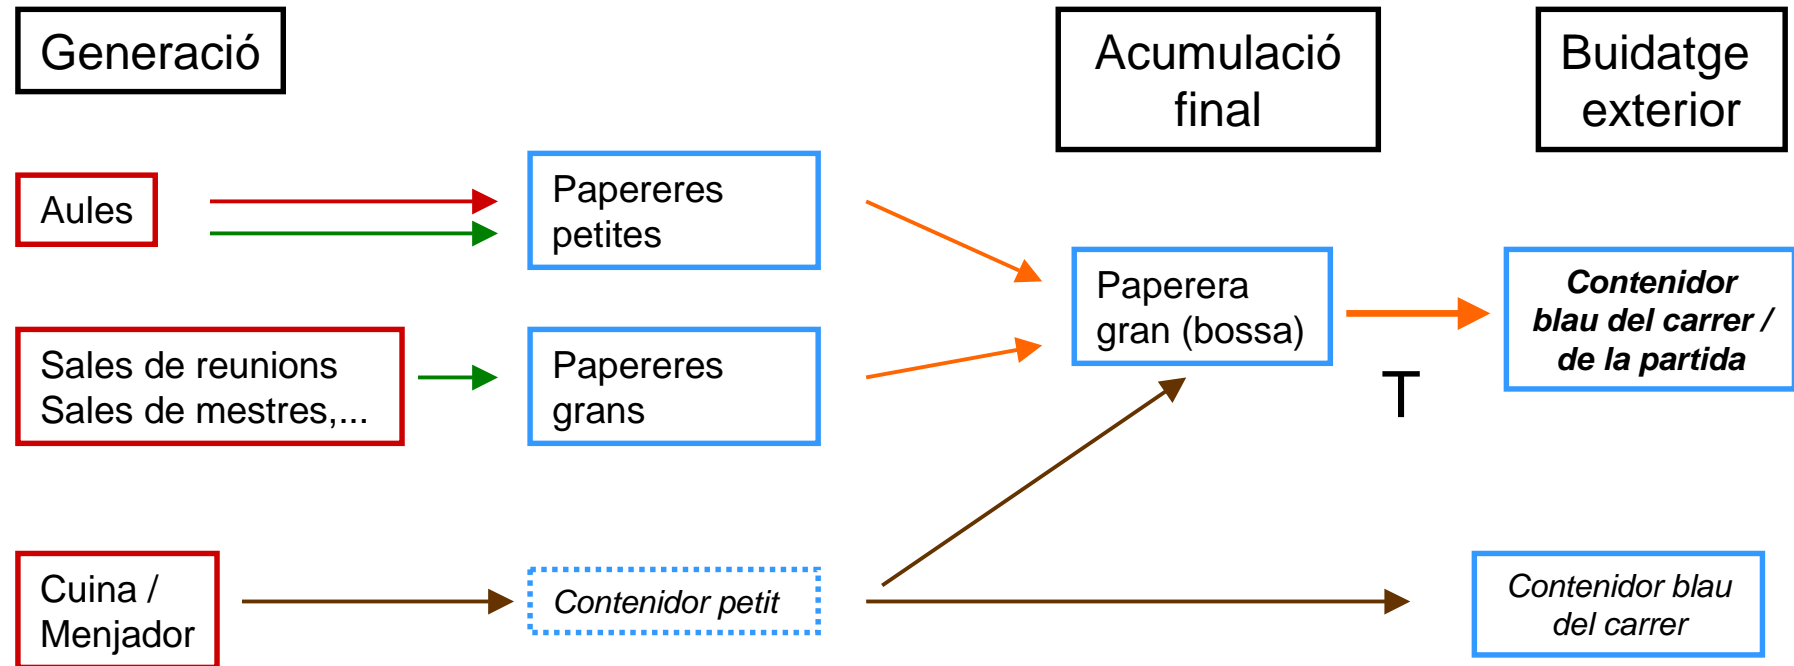 Generació
Acumulació
final
Buidatge
exterior
Aules
Papereres
petites
Paperera
gran (bossa)
Contenidor
blau del carrer /
de la partida
Sales de reunions
Sales de mestres,...
Papereres
grans
T
Cuina /
Menjador
Contenidor petit
Contenidor blau
del carrer